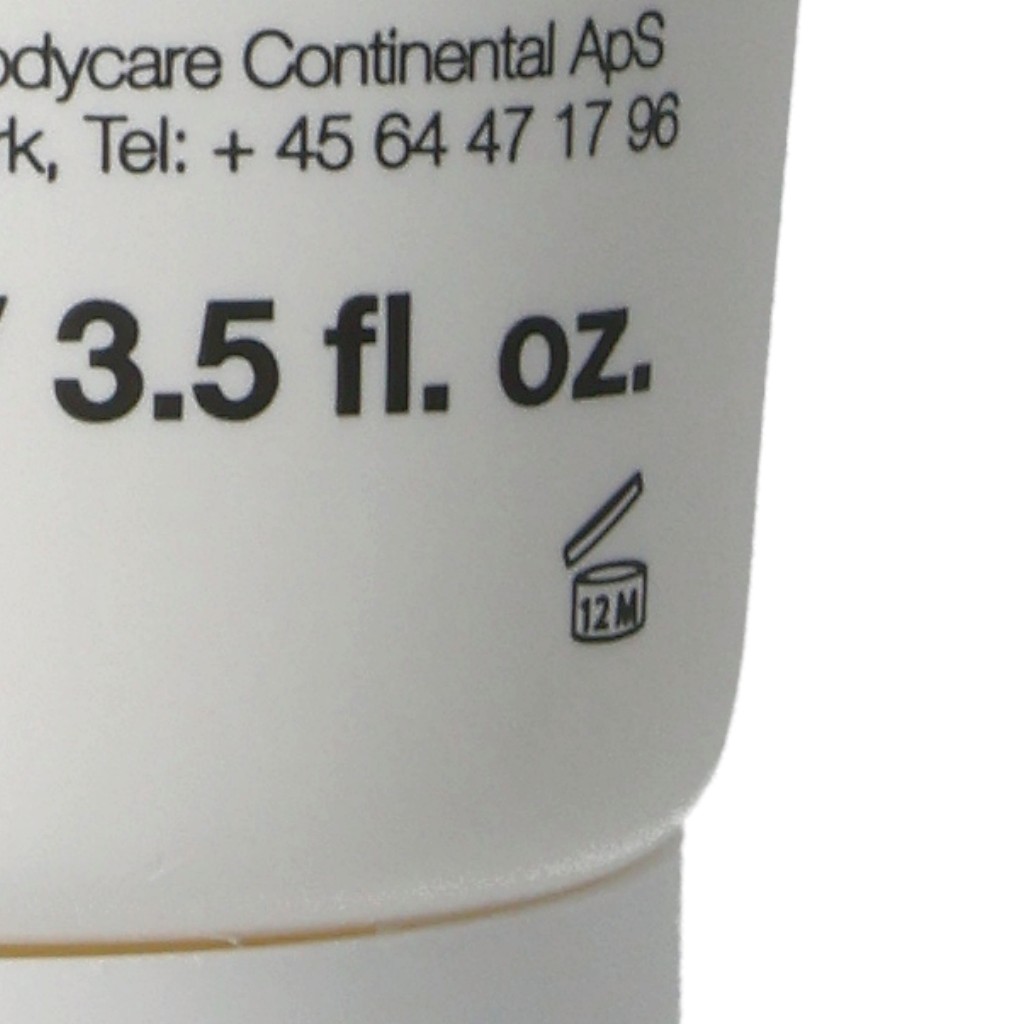 odycare Continental ApS
rk, Tel: + 45 64 47 17 96
/ 3.5 fl. oz.
12 M